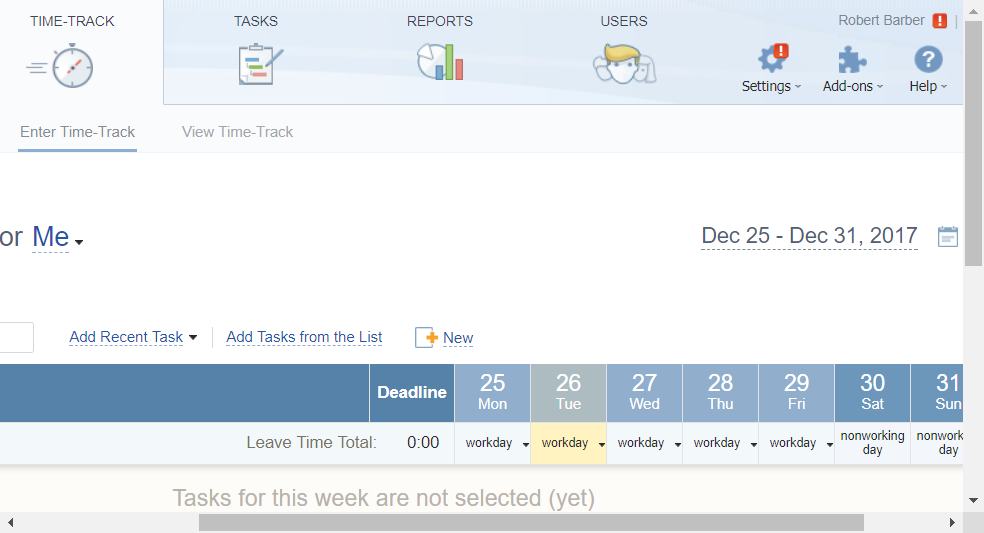 TIME-TRACK TASKS REPORTS USERS Robert Barber
Settings Add-ons Help
Enter Time-Track View Time-Track
or Me Dec 25 - Dec 31, 2017
Add Recent Task Add Tasks from the List New
Deadline 25 26 27 28 29 30 31
Mon Tue Wed Thu Fri Sat Sun
Leave Time Total: 0:00 workday workday workday workday workday nonworking nonwork
day day
Tasks for this week are not selected (yet)